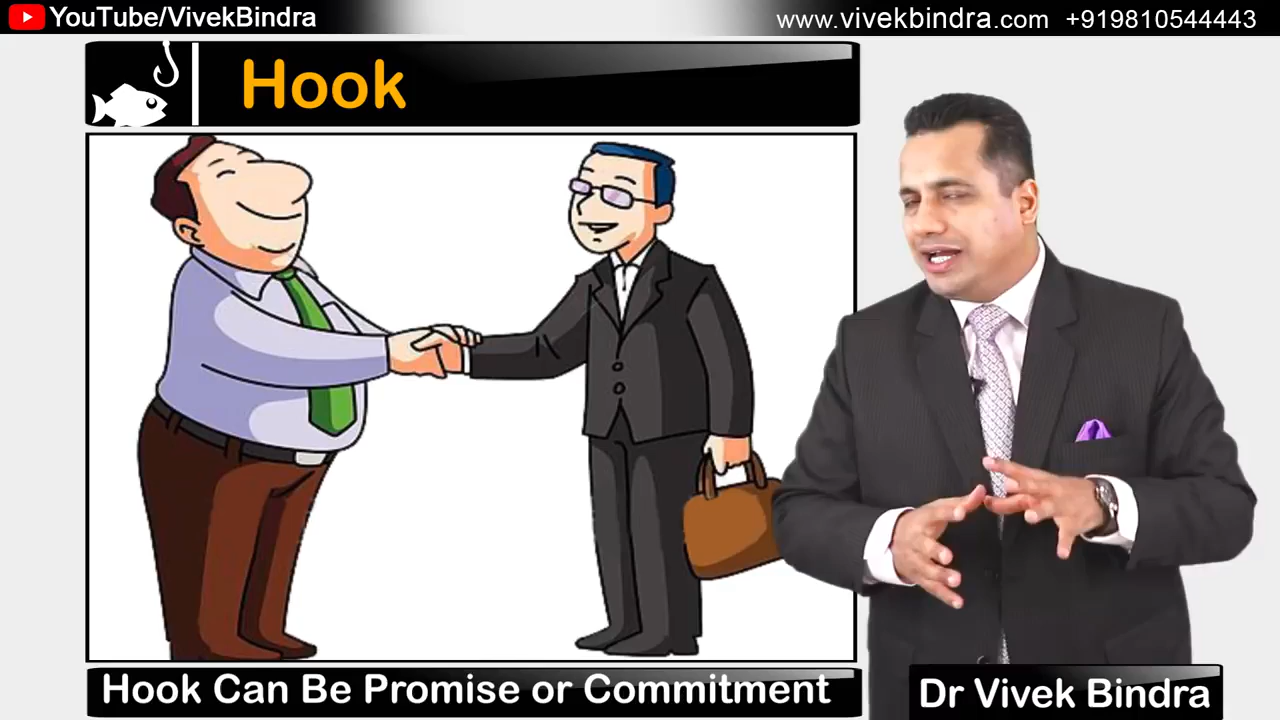 YouTube/VivekBindra
www.vivekbindra.com +919810544443
Hook
Hook Can Be Promise or Commitment
Dr Vivek Bindra